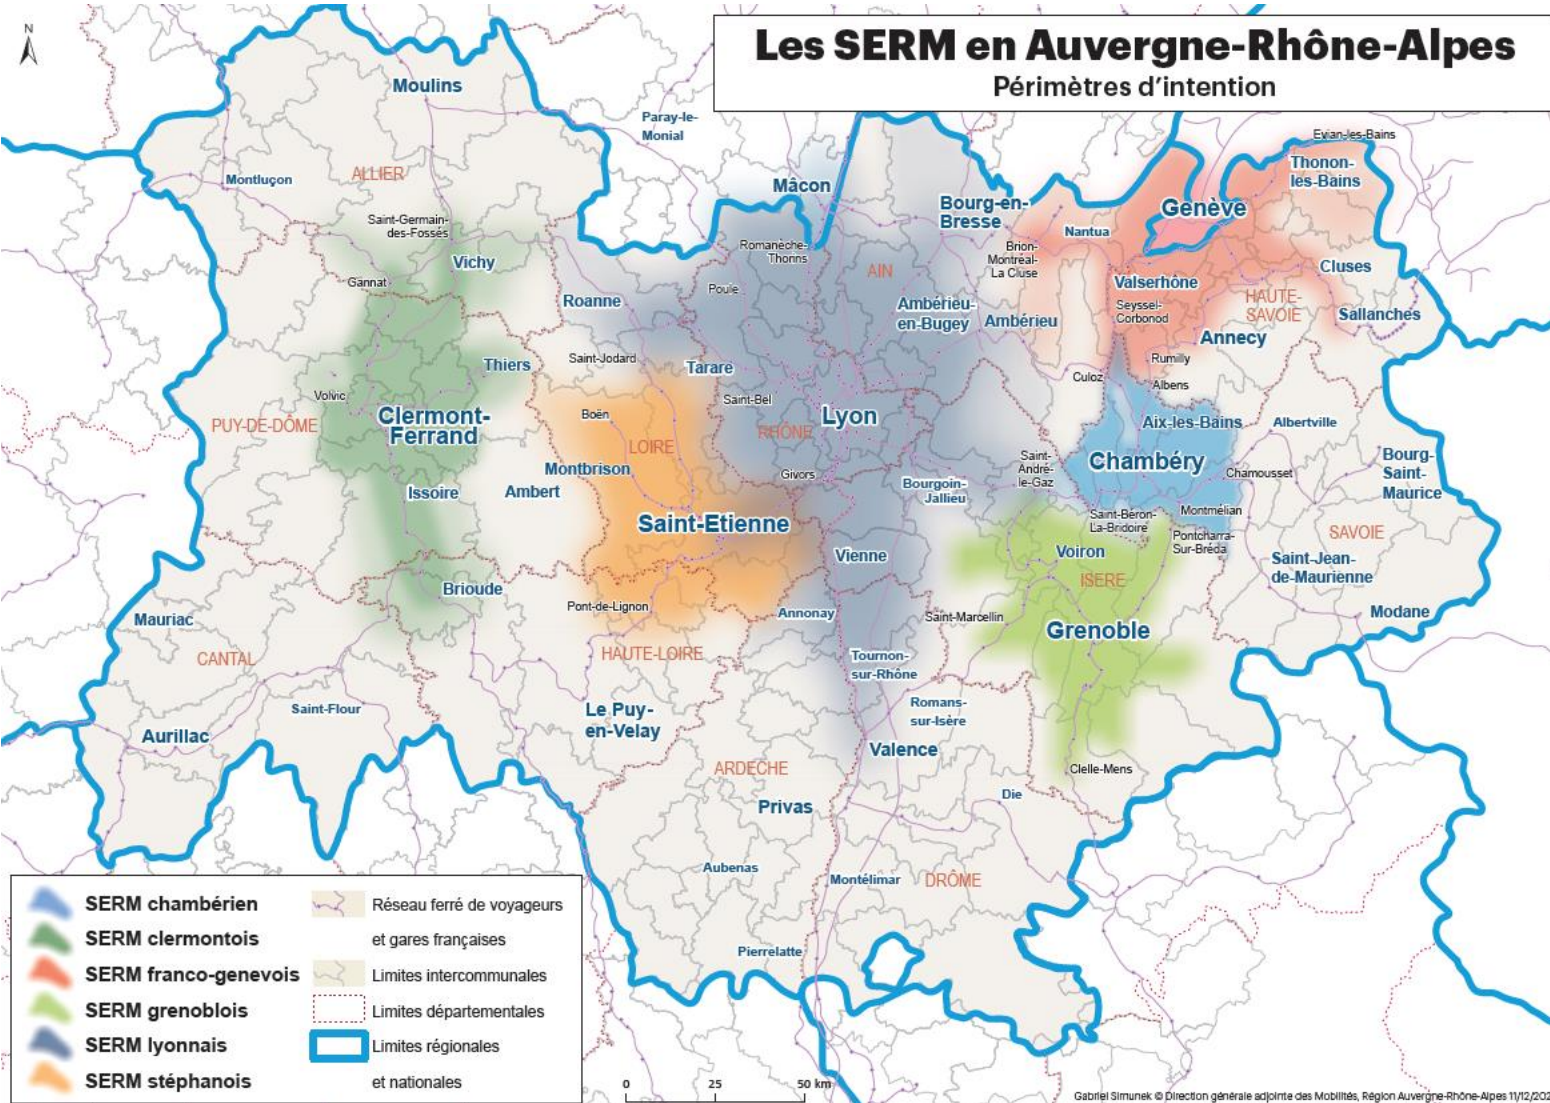 N
Les SERM en Auvergne-Rhône-Alpes
Périmètres d'intention
Moulins
Paray-le-
Monial
Evian-les-Bains
Thonon-
les-Bains
ALLIER
Montluçon
Mâcon
Bourg-en-
Bresse
Genève
Nantua
Saint-Germain-
des-Fossés
Vichy
Gannat
Romanèche-
Thorins
Brion-
Montréal-
La Cluse
AIN
Cluses
Valserhône
Poule
Roanne
Ambérieu-
en-Bugey
Ambérieu
Seyssel-
Corbonod
HAUTE-
SAVOIE
Sallanches
Annecy
Saint-Jodard
Thiers
Tarare
Rumilly
Culoz
Albens
Volvic
Saint-Bel
Clermont-
Ferrand
PUY-DE-DÔME
Boën
Lyon
RHÔNE
LOIRE
Aix-les-Bains
Albertville
Chambéry
Montbrison
Givors
Saint-
André-
le-Gaz
Chamousset
Bourg-
Saint-
Maurice
Issoire
Ambert
Bourgoin-
Jallieu
Saint-Etienne
Saint-Béron-
La-Bridoire
Montmélian
Pontcharra-
Sur-Bréda
SAVOIE
Vienne
Voiron
ISERE
Saint-Jean-
de-Maurienne
Brioude
Mauriac
Pont-de-Lignon
Annonay
Saint-Marcellin
Grenoble
Modane
CANTAL
HAUTE-LOIRE
Tournon-
sur-Rhône
Saint-Flour
Le Puy-
en-Velay
Romans-
sur-Isère
Aurillac
Valence
ARDECHE
Clelle-Mens
Privas
Die
Aubenas
Montélimar
DRÔME
Pierrelatte
SERM chambérien
SERM clermontois
SERM franco-genevois
SERM grenoblois
SERM lyonnais
SERM stéphanois
Réseau ferré de voyageurs
et gares françaises
Limites intercommunales
Limites départementales
Limites régionales
et nationales
0 25 50 km
Gabriel Simunek © Direction générale adjointe des Mobilités, Région Auvergne-Rhône-Alpes 11/12/202